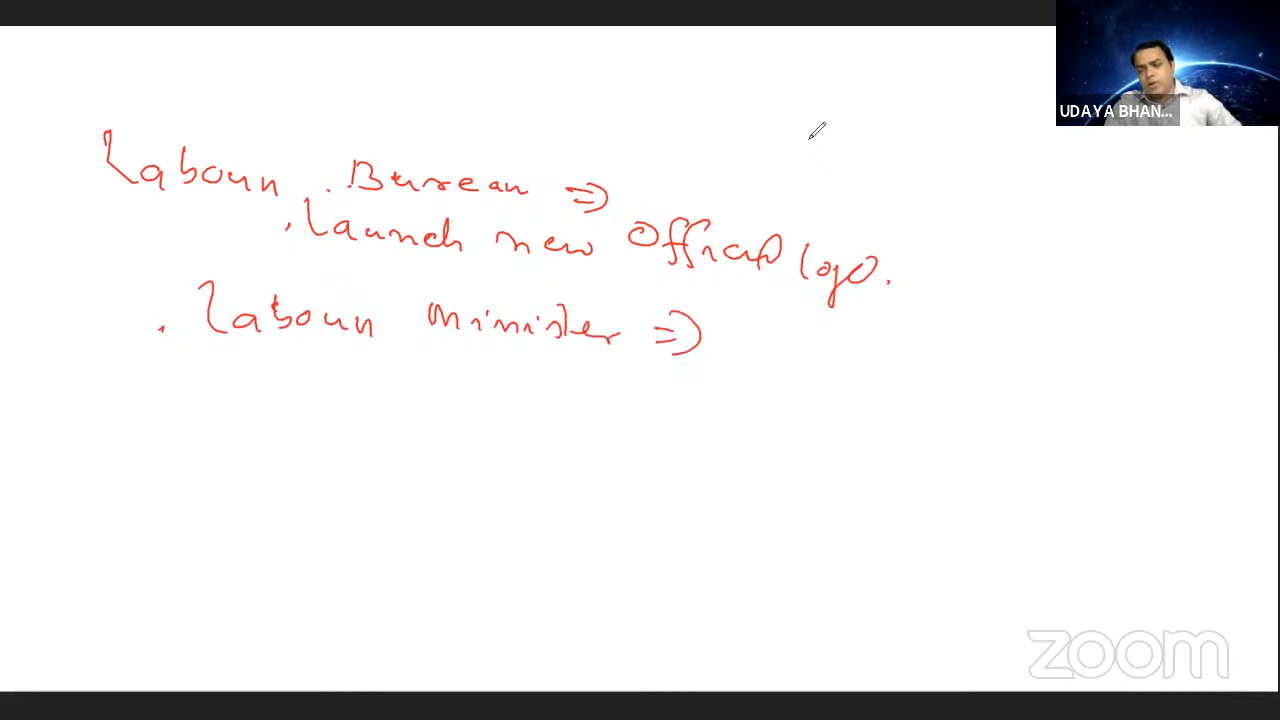 UDAYA BHAN...
Labour Bureau ⇒
. Launch new Official logo.
. Labour Minister ⇒
zoom